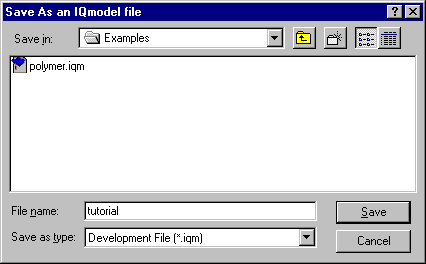 Save As an IQmodel file
Save in: Examples
polymer.iqm
File name: tutorial Save
Save as type: Development File (*.iqm) Cancel